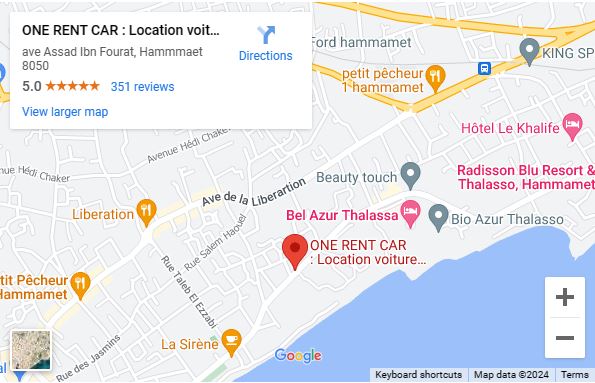 ONE RENT CAR : Location voit...
ave Assad Ibn Fourat, Hammmaet
8050
5.0
351 reviews
View larger map
Directions
Ford hammamet
KING SP
petit pêcheur
1 hammamet
Avenue Hédi Chaker
Hôtel Le Khalife
Avenue Hédi Chaker
Radisson Blu Resort &
Thalasso, Hammamet
Beauty touch
Ave de la Liberartion
Liberation
Bel Azur Thalassa
Bio Azur Thalasso
Rue Salem Haouel
ONE RENT CAR
: Location voiture...
Rue Taieb El Ezzabi
etit Pêcheur
Hammamet
La Sirène
Rue des Jasmins
Google
al
Keyboard shortcuts
Map data ©2024
Terms